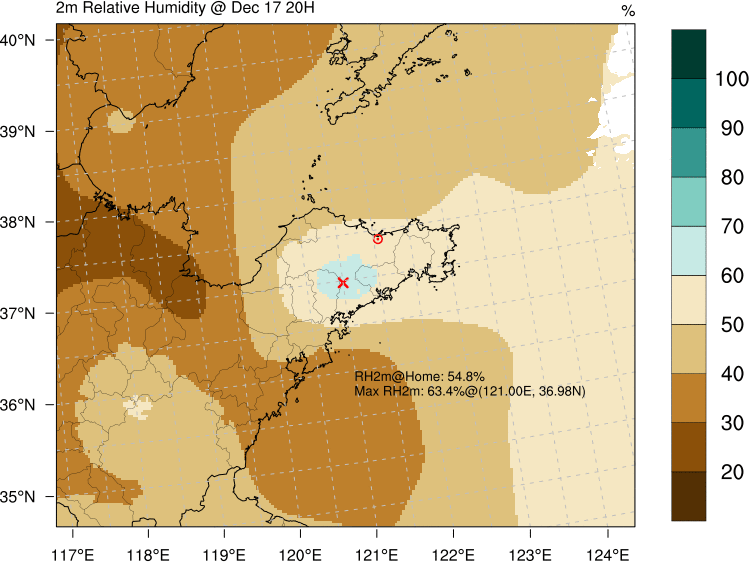 2m Relative Humidity @ Dec 17 20H
%
40°N
39°N
38°N
37°N
36°N
35°N
RH2m@Home: 54.8%
Max RH2m: 63.4%@(121.00E, 36.98N)
117°E 118°E 119°E 120°E 121°E 122°E 123°E 124°E
100
90
80
70
60
50
40
30
20